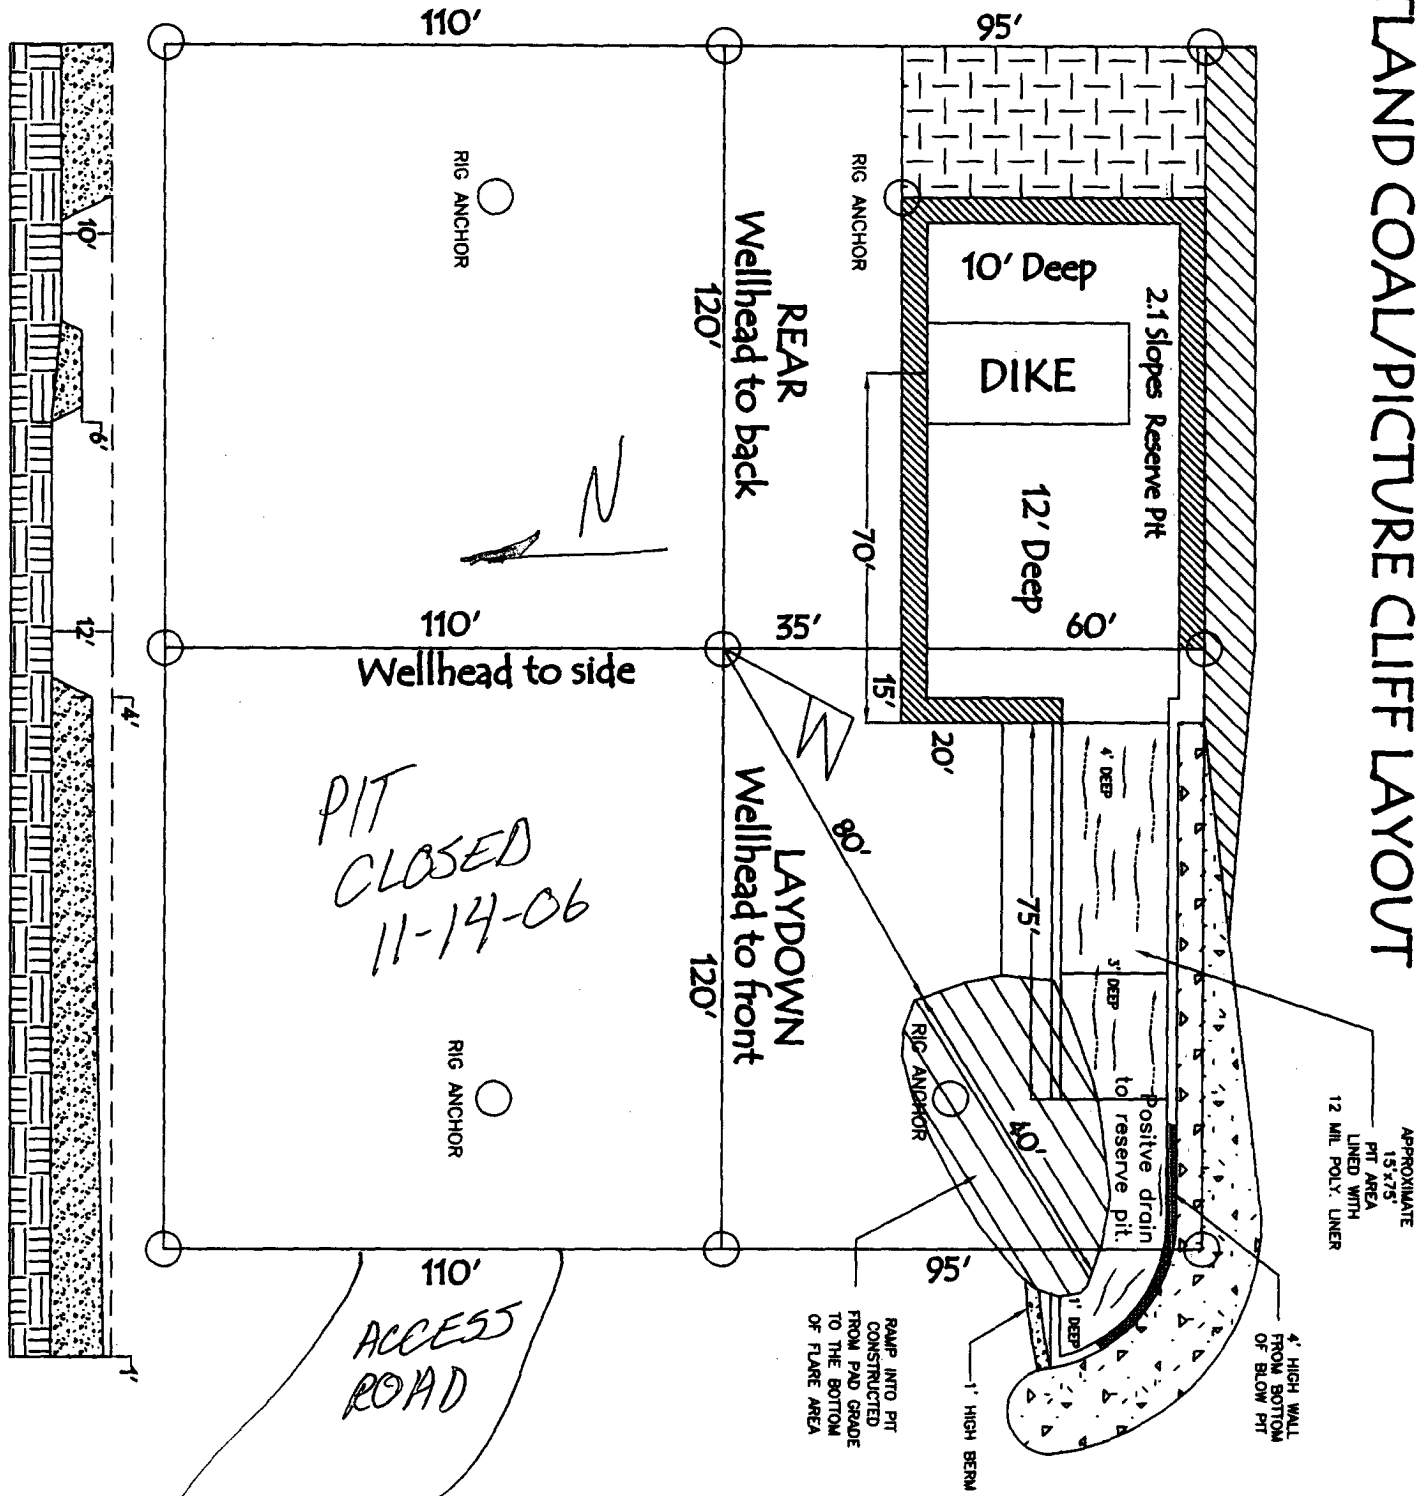 TLAND COAL/PICTURE CLIFF LAYOUT
110'
95'
RIG ANCHOR
RIG ANCHOR
10' Deep
2.1 Slopes Reserve Pit
DIKE
12' Deep
REAR
Wellhead to back
120'
70'
N
110'
Wellhead to side
35'
60'
15'
20'
W
80'
LAYDOWN
Wellhead to front
120'
PIT
CLOSED
11-14-06
4' DEEP
3' DEEP
75'
Positve drain
to reserve pit.
RIG ANCHOR
RIG ANCHOR
40'
1' DEEP
110'
95'
ACCESS
ROAD
APPROXIMATE
15'x75'
PIT AREA
LINED WITH
12 MIL POLY. LINER
4' HIGH WALL
FROM BOTTOM
OF BLOW PIT
1' HIGH BERM
RAMP INTO PIT
CONSTRUCTED
FROM PAD GRADE
TO THE BOTTOM
OF FLARE AREA
10'
6'
12'
4'
1'